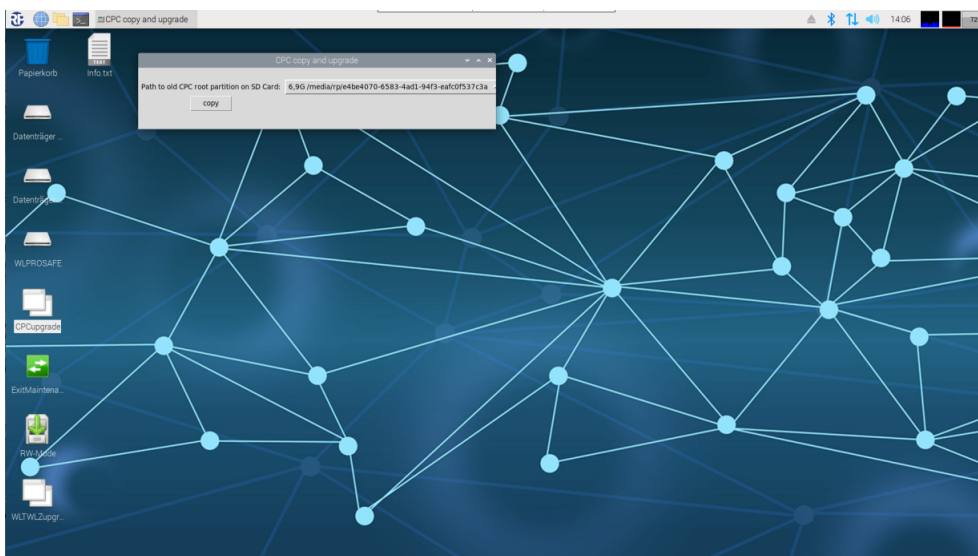 CPC copy and upgrade
14:06
72
Papierkorb
Info.txt
CPC copy and upgrade
Path to old CPC root partition on SD Card:
6,9G /media/rp/e4be4070-6583-4ad1-94f3-eafc0f537c3a
copy
Datenträger ...
Datenträge...
WLPROSAFE
CPCupgrade
ExitMaintena...
RW-Mode
WLTWLZupgr...